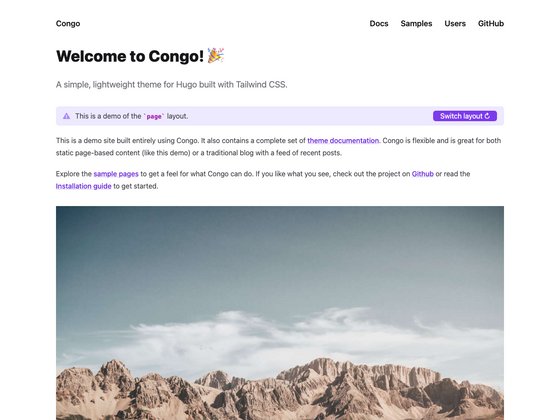 Congo
Docs Samples Users GitHub
Welcome to Congo! 🎉
A simple, lightweight theme for Hugo built with Tailwind CSS.
This is a demo of the `page` layout.
Switch layout ↻
This is a demo site built entirely using Congo. It also contains a complete set of theme documentation. Congo is flexible and is great for both
static page-based content (like this demo) or a traditional blog with a feed of recent posts.
Explore the sample pages to get a feel for what Congo can do. If you like what you see, check out the project on Github or read the
Installation guide to get started.